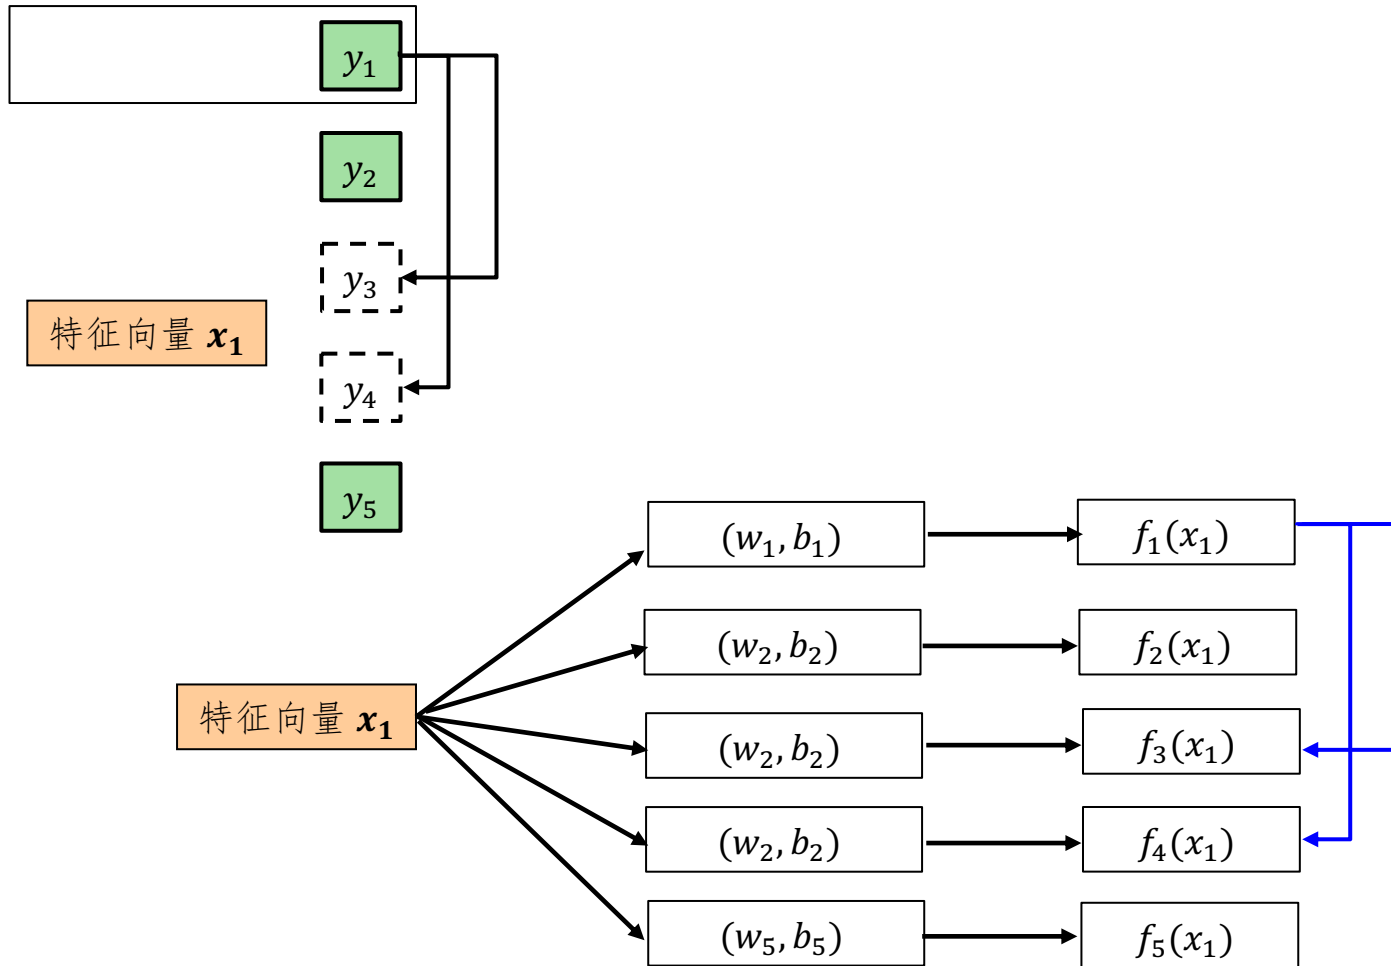 y₁
y₂
y₃
特征向量 x₁
y₄
y₅
(w₁, b₁)
f₁(x₁)
(w₂, b₂)
f₂(x₁)
特征向量 x₁
(w₂, b₂)
f₃(x₁)
(w₂, b₂)
f₄(x₁)
(w₅, b₅)
f₅(x₁)